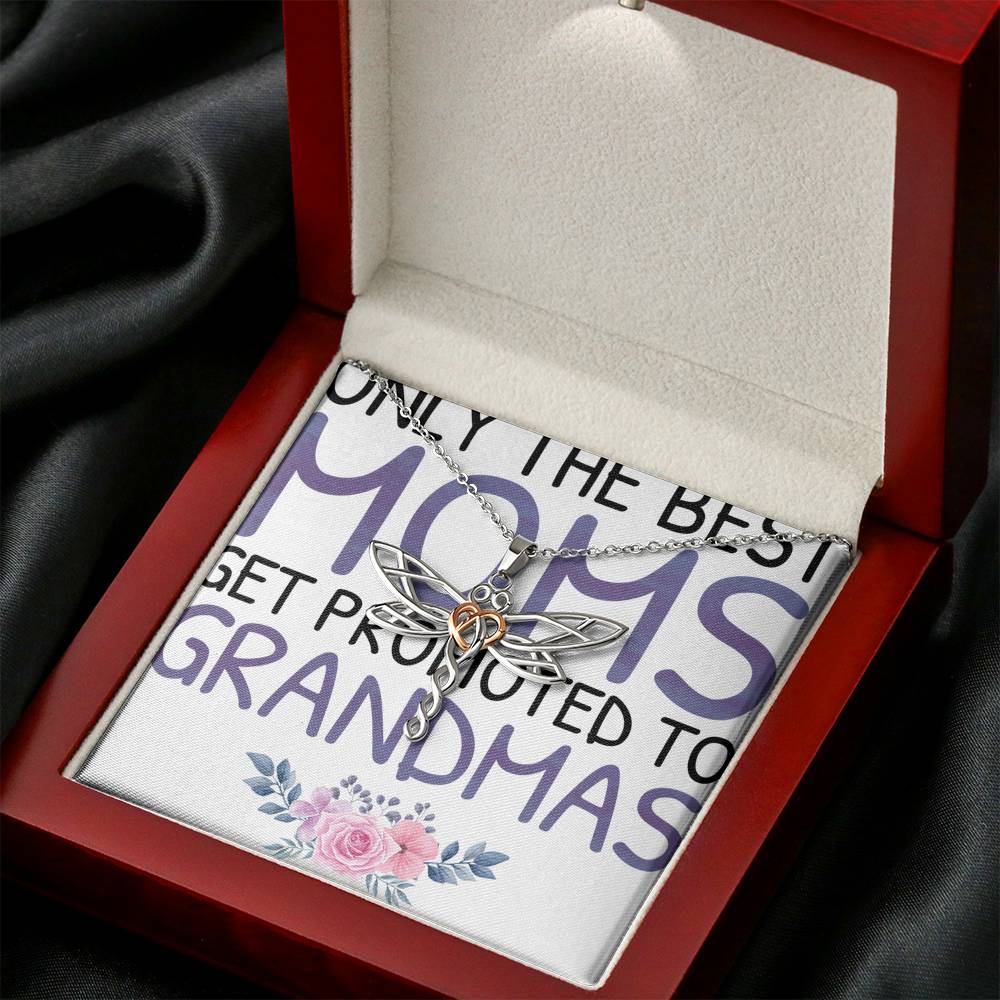 ONLY THE BEST
MOMS
GET PROMOTED TO
GRANDMAS